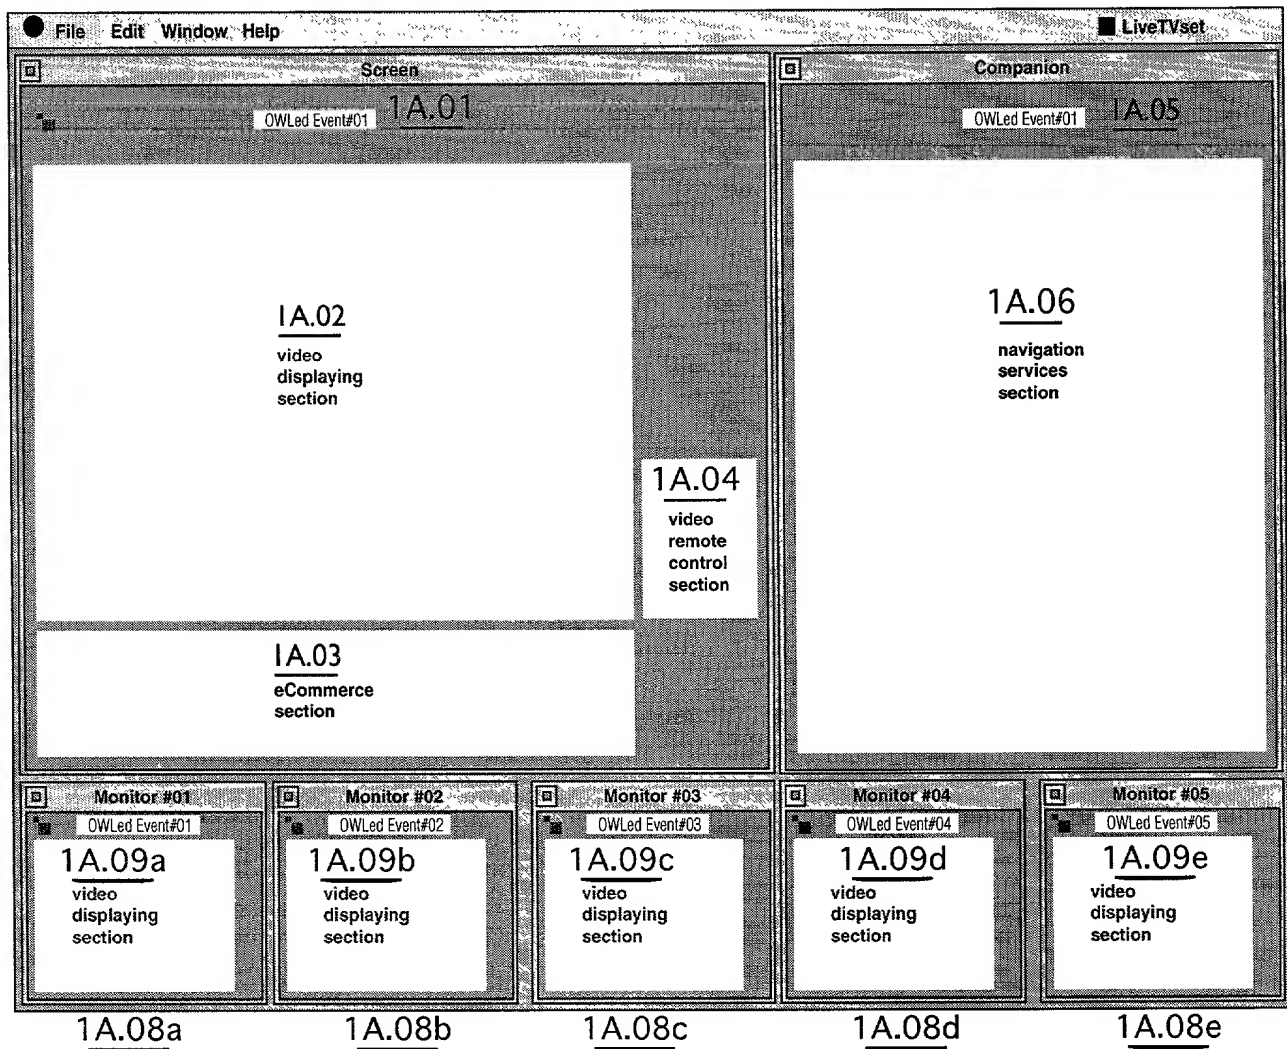 File Edit Window Help LiveTVset
Screen
OWLed Event#01 1A.01
1A.02
video
displaying
section
1A.04
video
remote
control
section
1A.03
eCommerce
section
Companion
OWLed Event#01 1A.05
1A.06
navigation
services
section
Monitor #01
OWLed Event#01
1A.09a
video
displaying
section
1A.08a
Monitor #02
OWLed Event#02
1A.09b
video
displaying
section
1A.08b
Monitor #03
OWLed Event#03
1A.09c
video
displaying
section
1A.08c
Monitor #04
OWLed Event#04
1A.09d
video
displaying
section
1A.08d
Monitor #05
OWLed Event#05
1A.09e
video
displaying
section
1A.08e